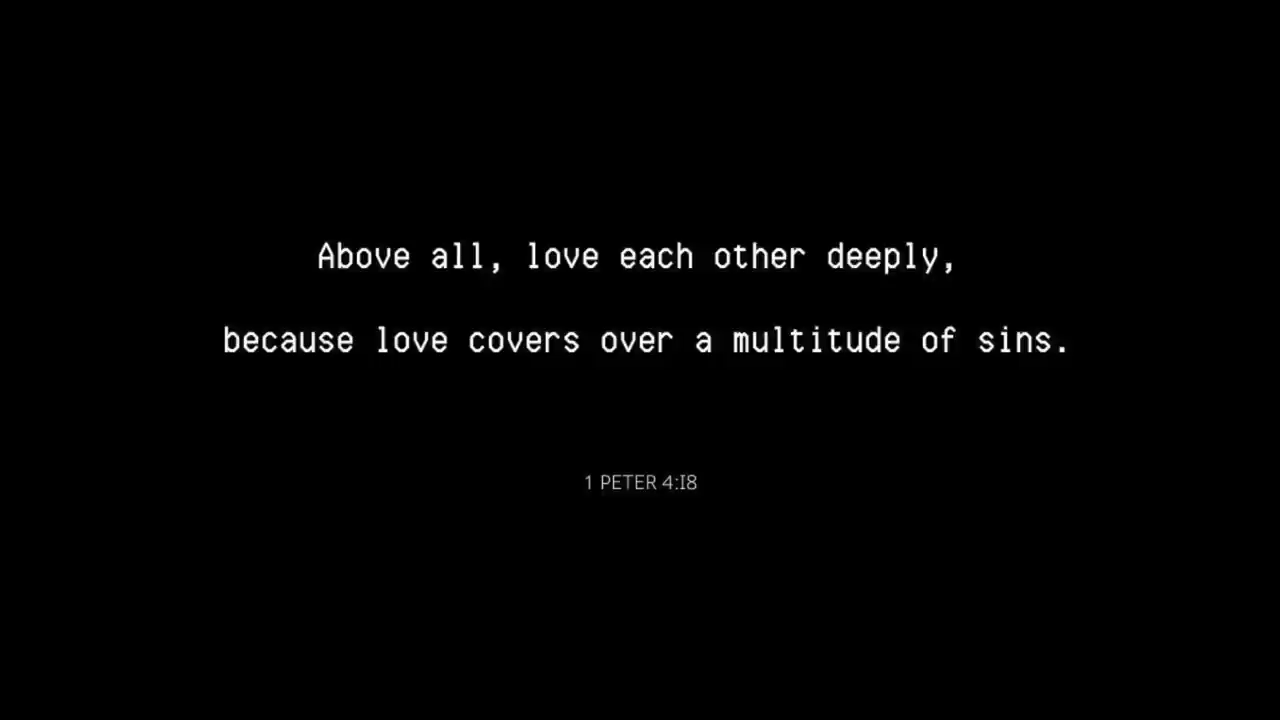 Above all, love each other deeply,
because love covers over a multitude of sins.
1 PETER 4:I8